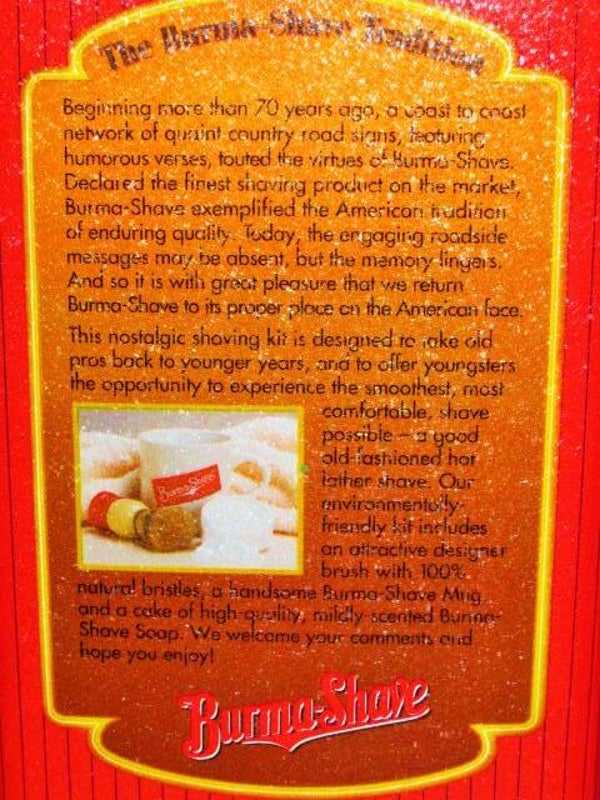 The Burma-Shave Tradition
Beginning more than 70 years ago, a coast to coast
network of quaint country road signs, featuring
humorous verses, touted the virtues of Burma-Shave.
Declared the finest shaving product on the market,
Burma-Shave exemplified the American tradition
of enduring quality. Today, the engaging roadside
messages may be absent, but the memory lingers.
And so it is with great pleasure that we return
Burma-Shave to its proper place on the American face.
This nostalgic shaving kit is designed to take old
pros back to younger years, and to offer youngsters
the opportunity to experience the smoothest, most
comfortable, shave
possible – a good
old-fashioned hot
lather shave. Our
environmentally-
friendly kit includes
an attractive designer
brush with 100%
natural bristles, a handsome Burma-Shave Mug
and a cake of high-quality, mildly-scented Burma-
Shave Soap. We welcome your comments and
hope you enjoy!
Burma-Shave
Burma-Shave